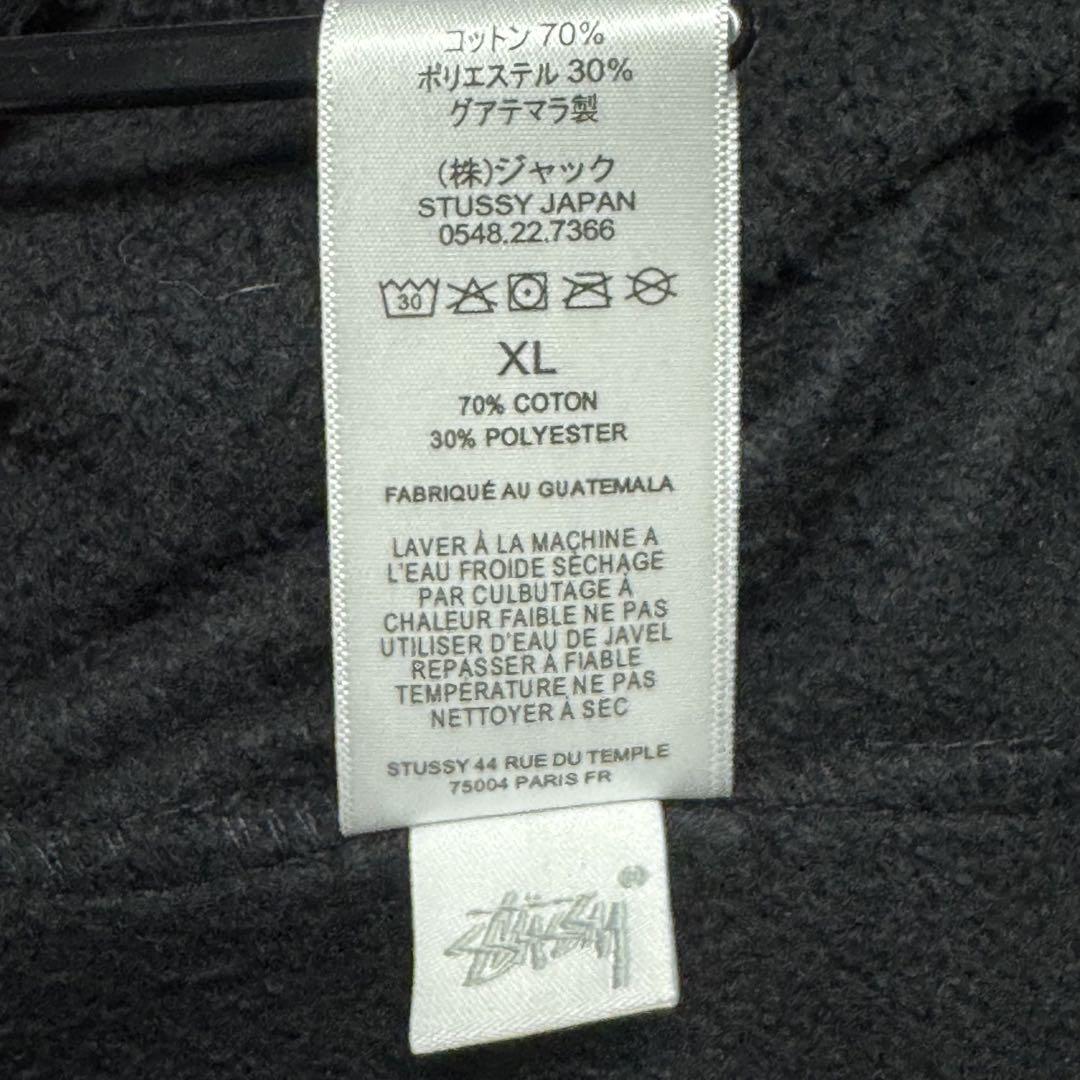 コットン 70%
ポリエステル 30%
グアテマラ製
(株)ジャック
STUSSY JAPAN
0548.22.7366
30
XL
70% COTON
30% POLYESTER
FABRIQUÉ AU GUATEMALA
LAVER À LA MACHINE A
L'EAU FROIDE SÉCHAGE
PAR CULBUTAGE À
CHALEUR FAIBLE NE PAS
UTILISER D'EAU DE JAVEL
REPASSER À FIABLE
TEMPÉRATURE NE PAS
NETTOYER À SEC
STUSSY 44 RUE DU TEMPLE
75004 PARIS FR
STÜSSY ®